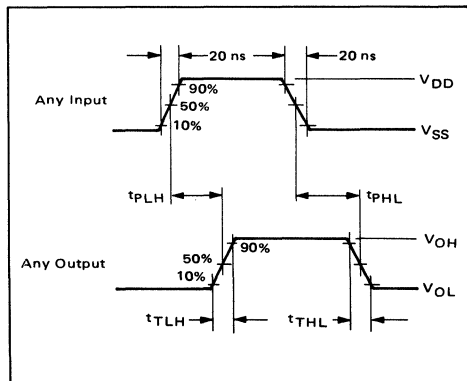 20 ns 20 ns
VDD
90%
Any Input 50%
10%
VSS
tPLH tPHL
VOH
90%
Any Output 50%
10%
VOL
tTLH tTHL